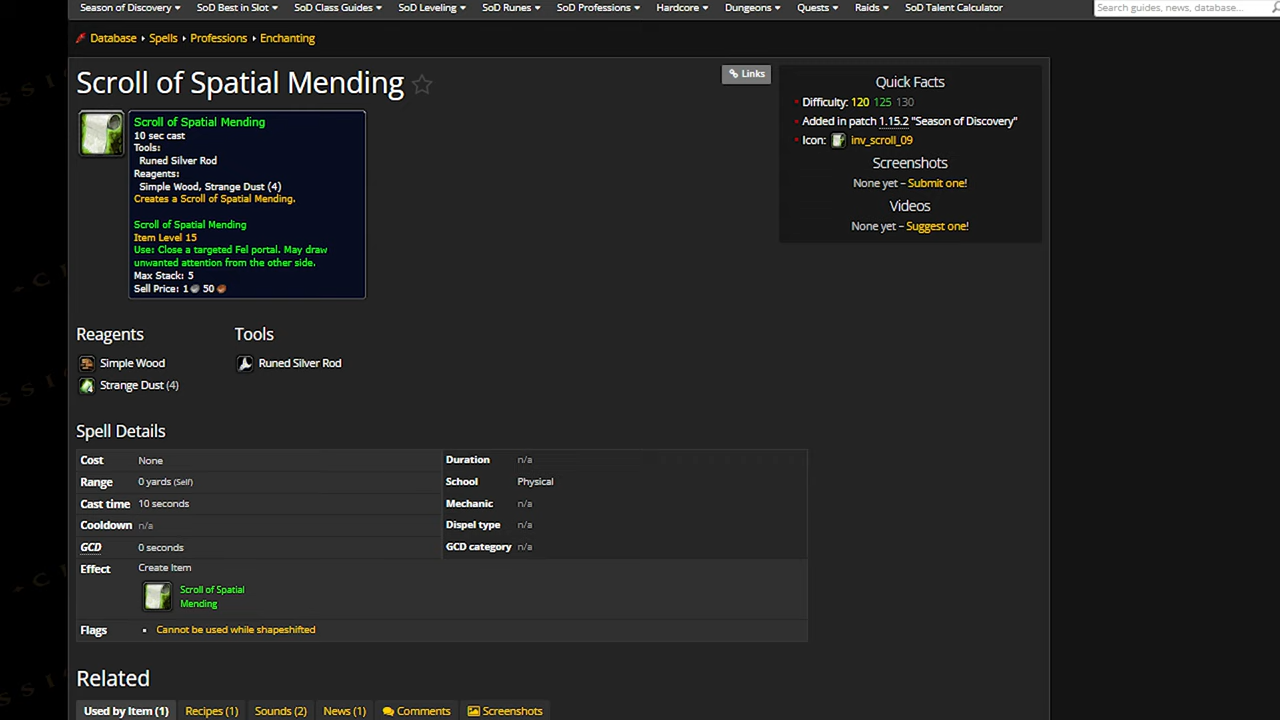 Season of Discovery SoD Best in Slot SoD Class Guides SoD Leveling SoD Runes SoD Professions Hardcore Dungeons Quests Raids SoD Talent Calculator Search guides, news, database...
Database Spells Professions Enchanting
Scroll of Spatial Mending
Links
Scroll of Spatial Mending
10 sec cast
Tools:
Runed Silver Rod
Reagents:
Simple Wood, Strange Dust (4)
Creates a Scroll of Spatial Mending.
Scroll of Spatial Mending
Item Level 15
Use: Close a targeted Fel portal. May draw
unwanted attention from the other side.
Max Stack: 5
Sell Price: 1 50
Quick Facts
Difficulty: 120 125 130
Added in patch 1.15.2 "Season of Discovery"
Icon: inv_scroll_09
Screenshots
None yet – Submit one!
Videos
None yet – Suggest one!
Reagents
Simple Wood
Strange Dust (4)
Tools
Runed Silver Rod
Spell Details
Cost None
Duration n/a
Range 0 yards (Self)
School Physical
Cast time 10 seconds
Mechanic n/a
Cooldown n/a
Dispel type n/a
GCD 0 seconds
GCD category n/a
Effect Create Item
Scroll of Spatial
Mending
Flags Cannot be used while shapeshifted
Related
Used by Item (1) Recipes (1) Sounds (2) News (1) Comments Screenshots